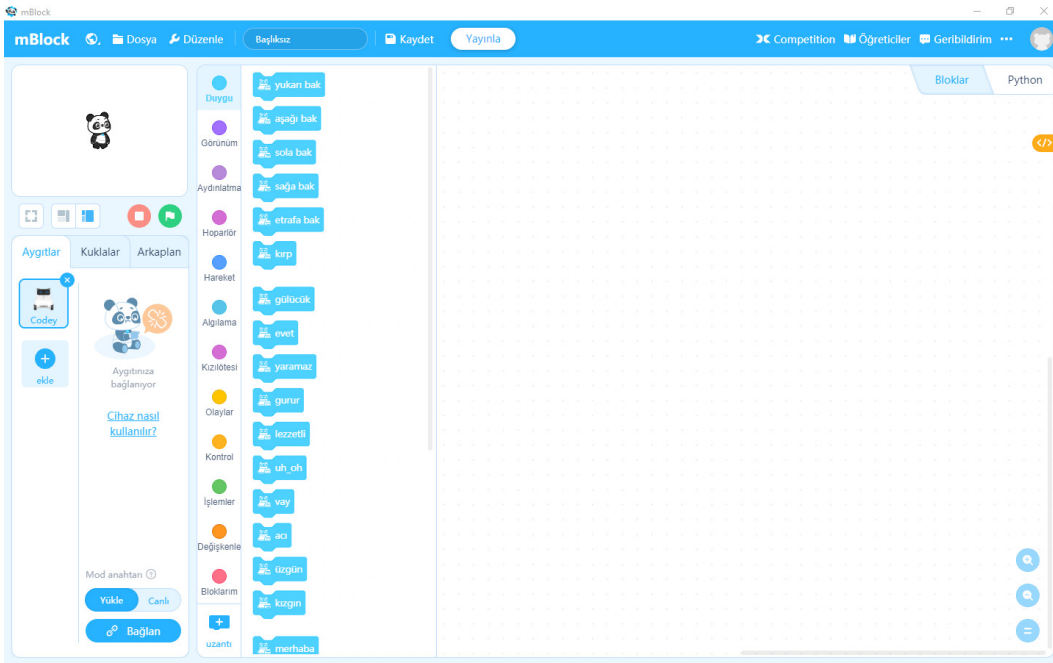 mBlock
mBlock Dosya Düzenle Başlıksız Kaydet Yayınla Competition Öğreticiler Geribildirim
Bloklar Python
Aygıtlar Kuklalar Arkaplan
Codey
ekle
Aygıtınıza
bağlanıyor
Cihaz nasıl
kullanılır?
Mod anahtarı
Yükle Canlı
Bağlan
Duygu
Görünüm
Aydınlatma
Hoparlör
Hareket
Algılama
Kızılötesi
Olaylar
Kontrol
İşlemler
Değişkenle
Bloklarım
uzantı
yukarı bak
aşağı bak
sola bak
sağa bak
etrafa bak
kırp
gülücük
evet
yaramaz
gurur
lezzetli
uh_oh
vay
acı
üzgün
kızgın
merhaba